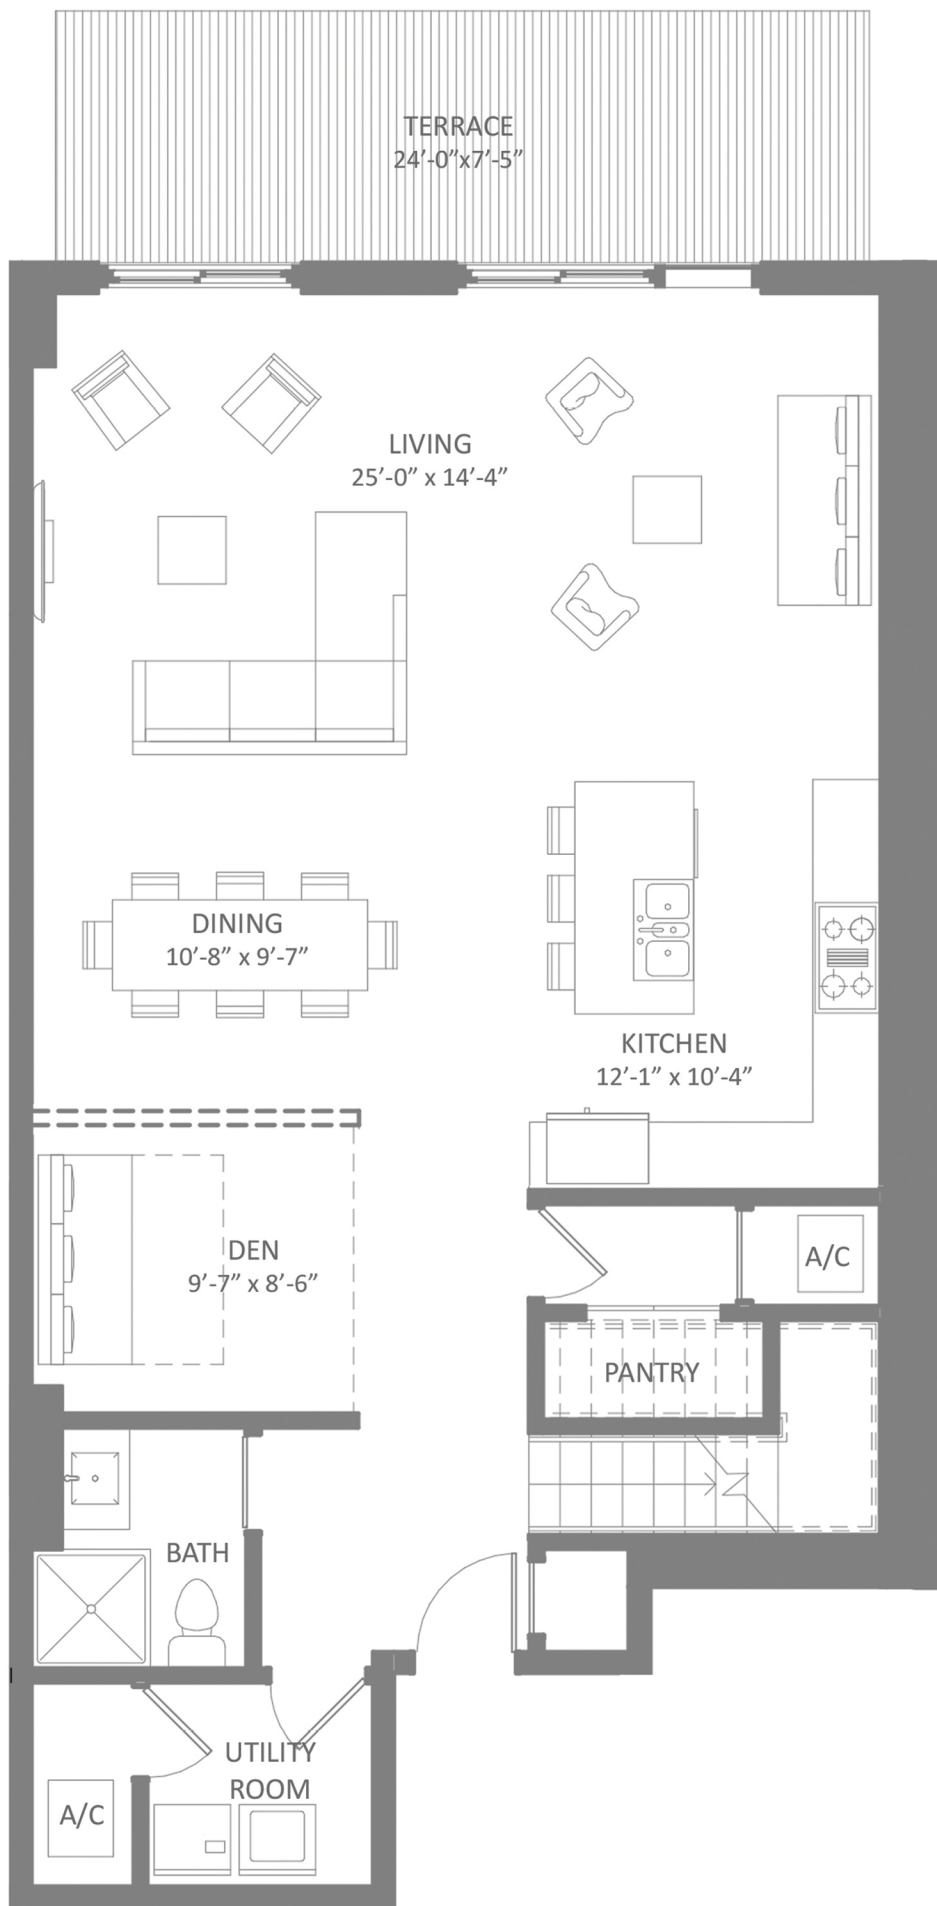 TERRACE
24’-0”x7’-5”
LIVING
25’-0” x 14’-4”
DINING
10’-8” x 9’-7”
KITCHEN
12’-1” x 10’-4”
DEN
9’-7” x 8’-6”
A/C
PANTRY
BATH
UTILITY
ROOM
A/C